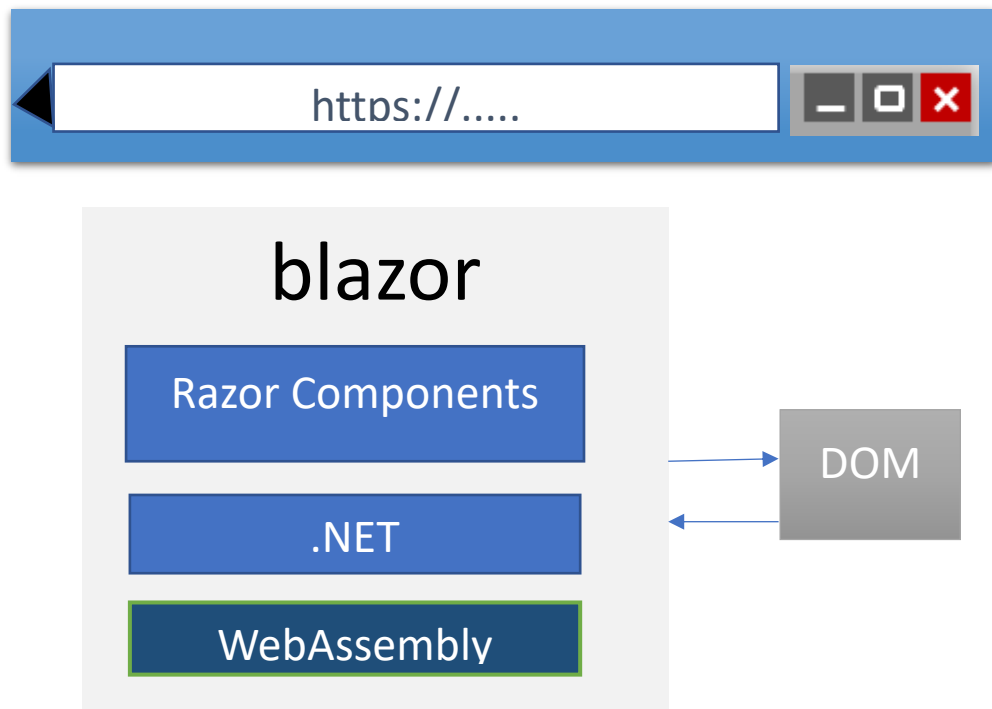 https://.....
blazor
Razor Components
.NET
WebAssembly
DOM